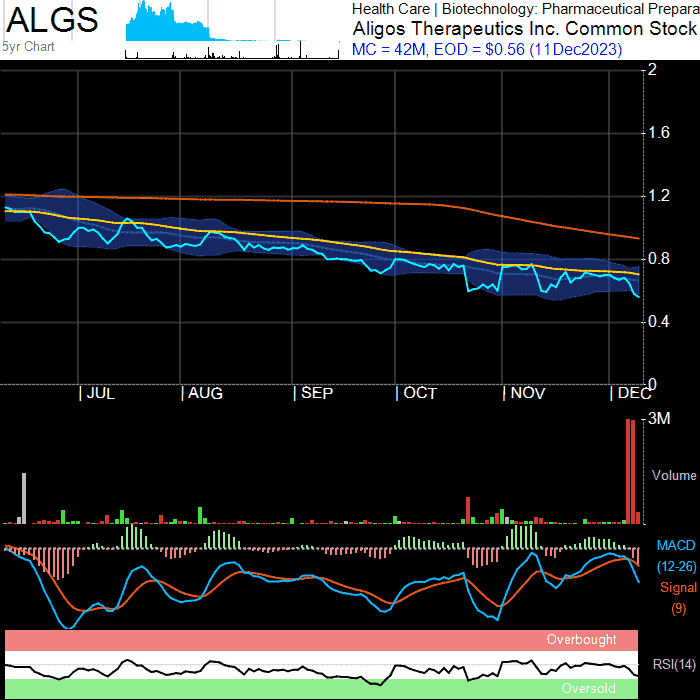 ALGS
5yr Chart
Health Care | Biotechnology: Pharmaceutical Prepara
Aligos Therapeutics Inc. Common Stock
MC = 42M, EOD = $0.56 (11Dec2023)
2
1.6
1.2
0.8
0.4
0
| JUL | AUG | SEP | OCT | NOV | DEC
3M
Volume
MACD
(12-26)
Signal
(9)
Overbought
RSI(14)
Oversold